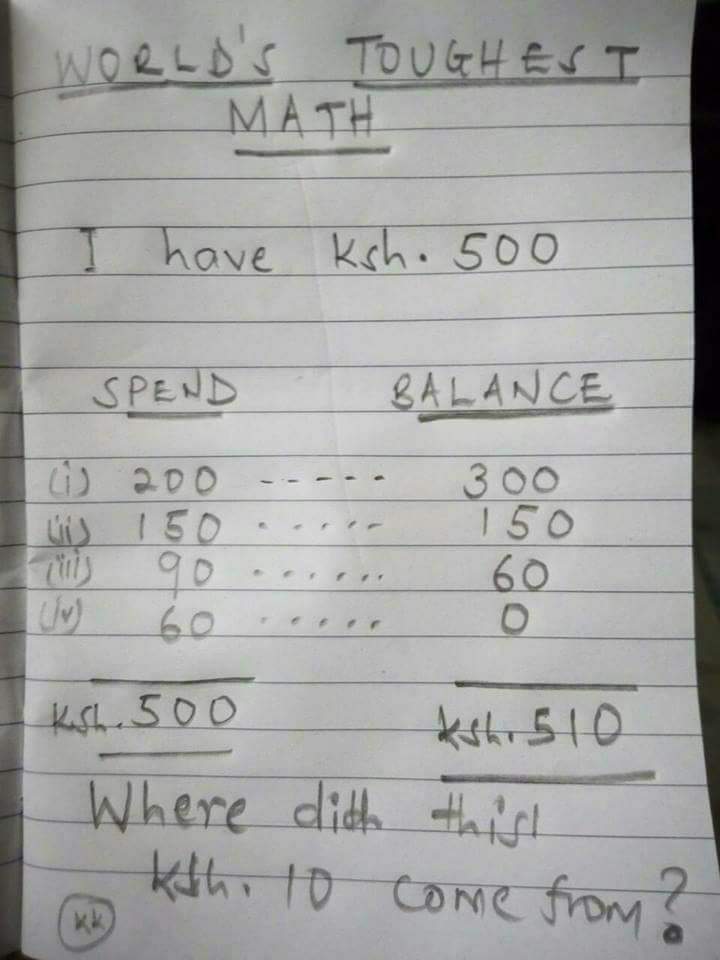 WORLD'S TOUGHEST
MATH
I have Ksh. 500
SPEND BALANCE
(i) 200 ------ 300
(ii) 150 ...... 150
(iii) 90 ...... 60
(iv) 60 ...... 0
Ksh. 500 Ksh. 510
Where did this
Ksh. 10 come from?
KK